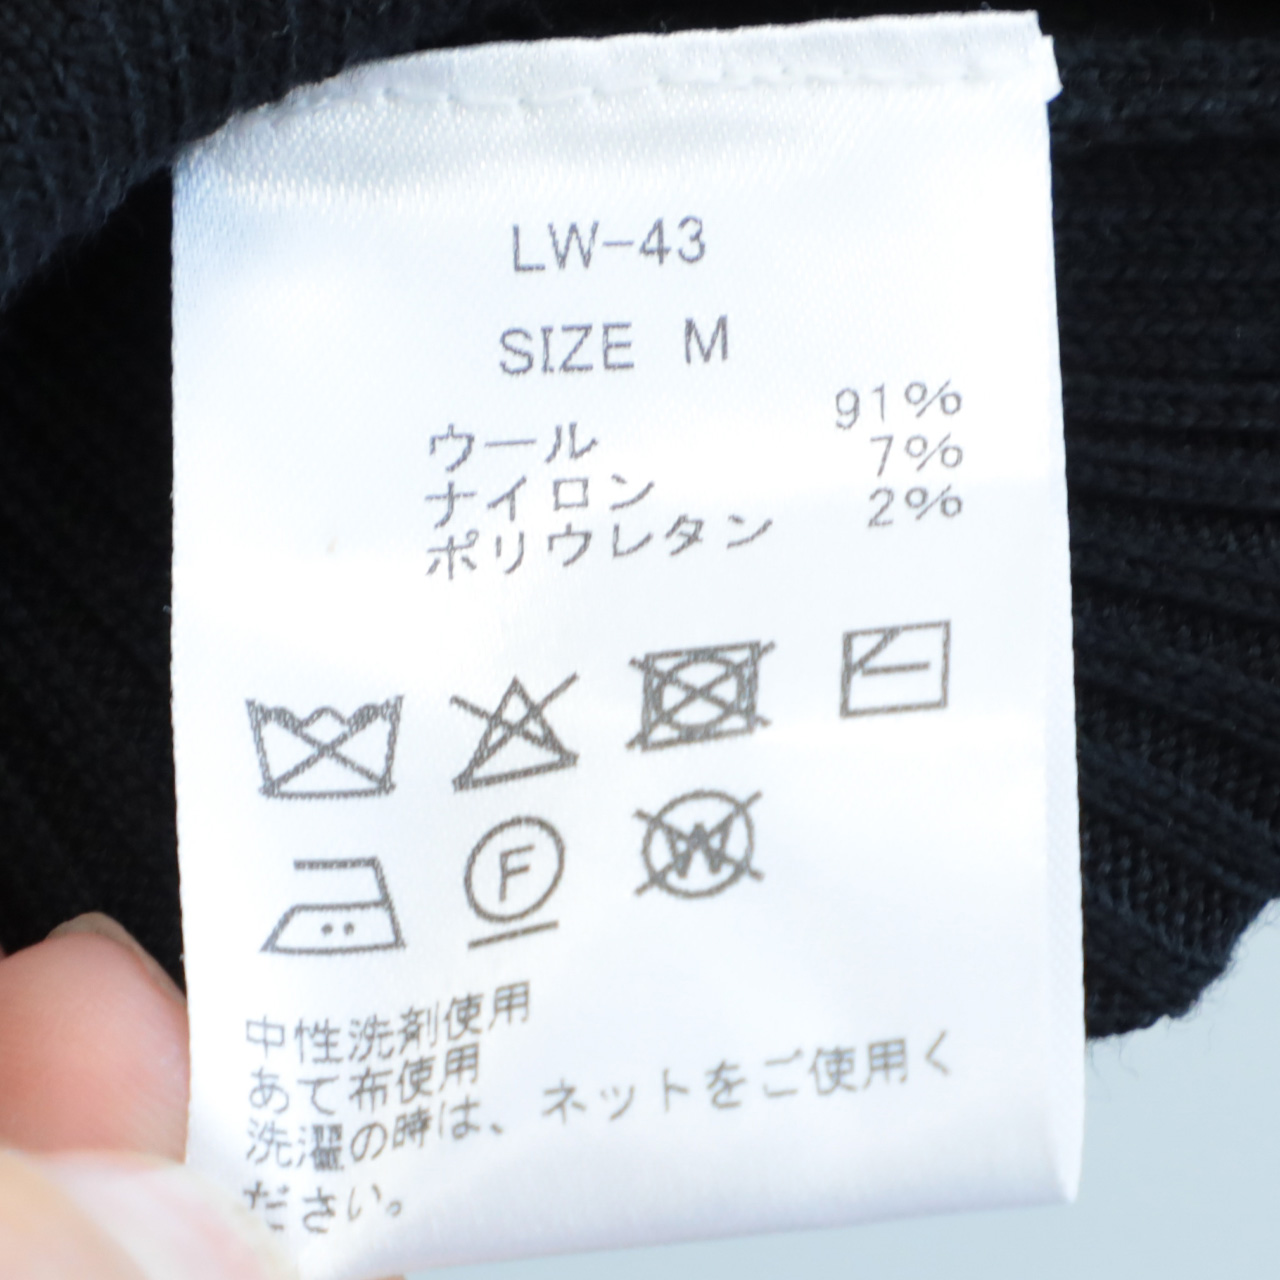 LW-43
SIZE M
ウール 91%
ナイロン 7%
ポリウレタン 2%
F
W
中性洗剤使用
あて布使用
洗濯の時は、ネットをご使用く
ださい。